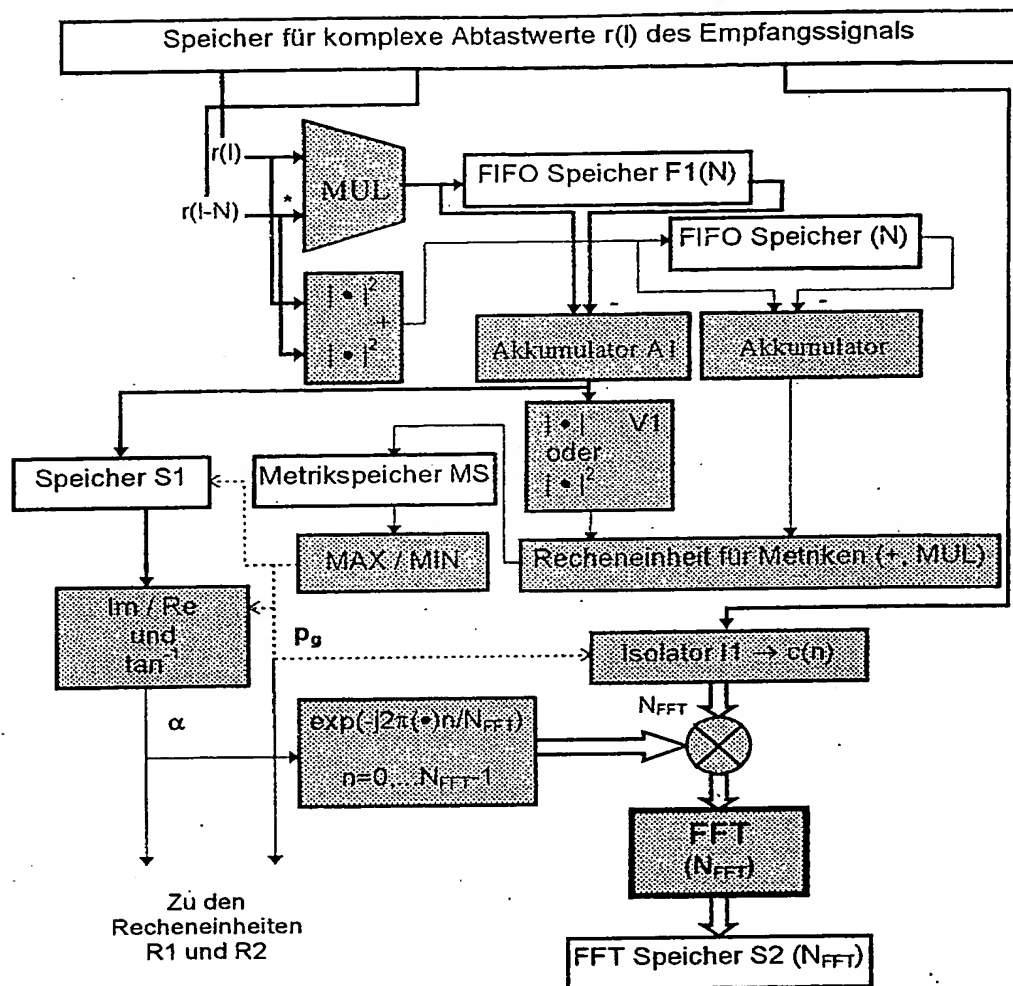 Speicher für komplexe Abtastwerte r(l) des Empfangssignals
r(l)
r(l-N)
*
MUL
FIFO Speicher F1(N)
FIFO Speicher (N)
| • |²
+
| • |²
-
-
Akkumulator A1
Akkumulator
| • | V1
oder
| • |²
Speicher S1
Metrikspeicher MS
MAX / MIN
Recheneinheit für Metriken (+, MUL)
Im / Re
und
tan⁻¹
pg
Isolator I1 → c(n)
NFFT
α
exp(-j2π(•)n/NFFT)
n=0,...NFFT-1
FFT
(NFFT)
Zu den
Recheneinheiten
R1 und R2
FFT Speicher S2 (NFFT)